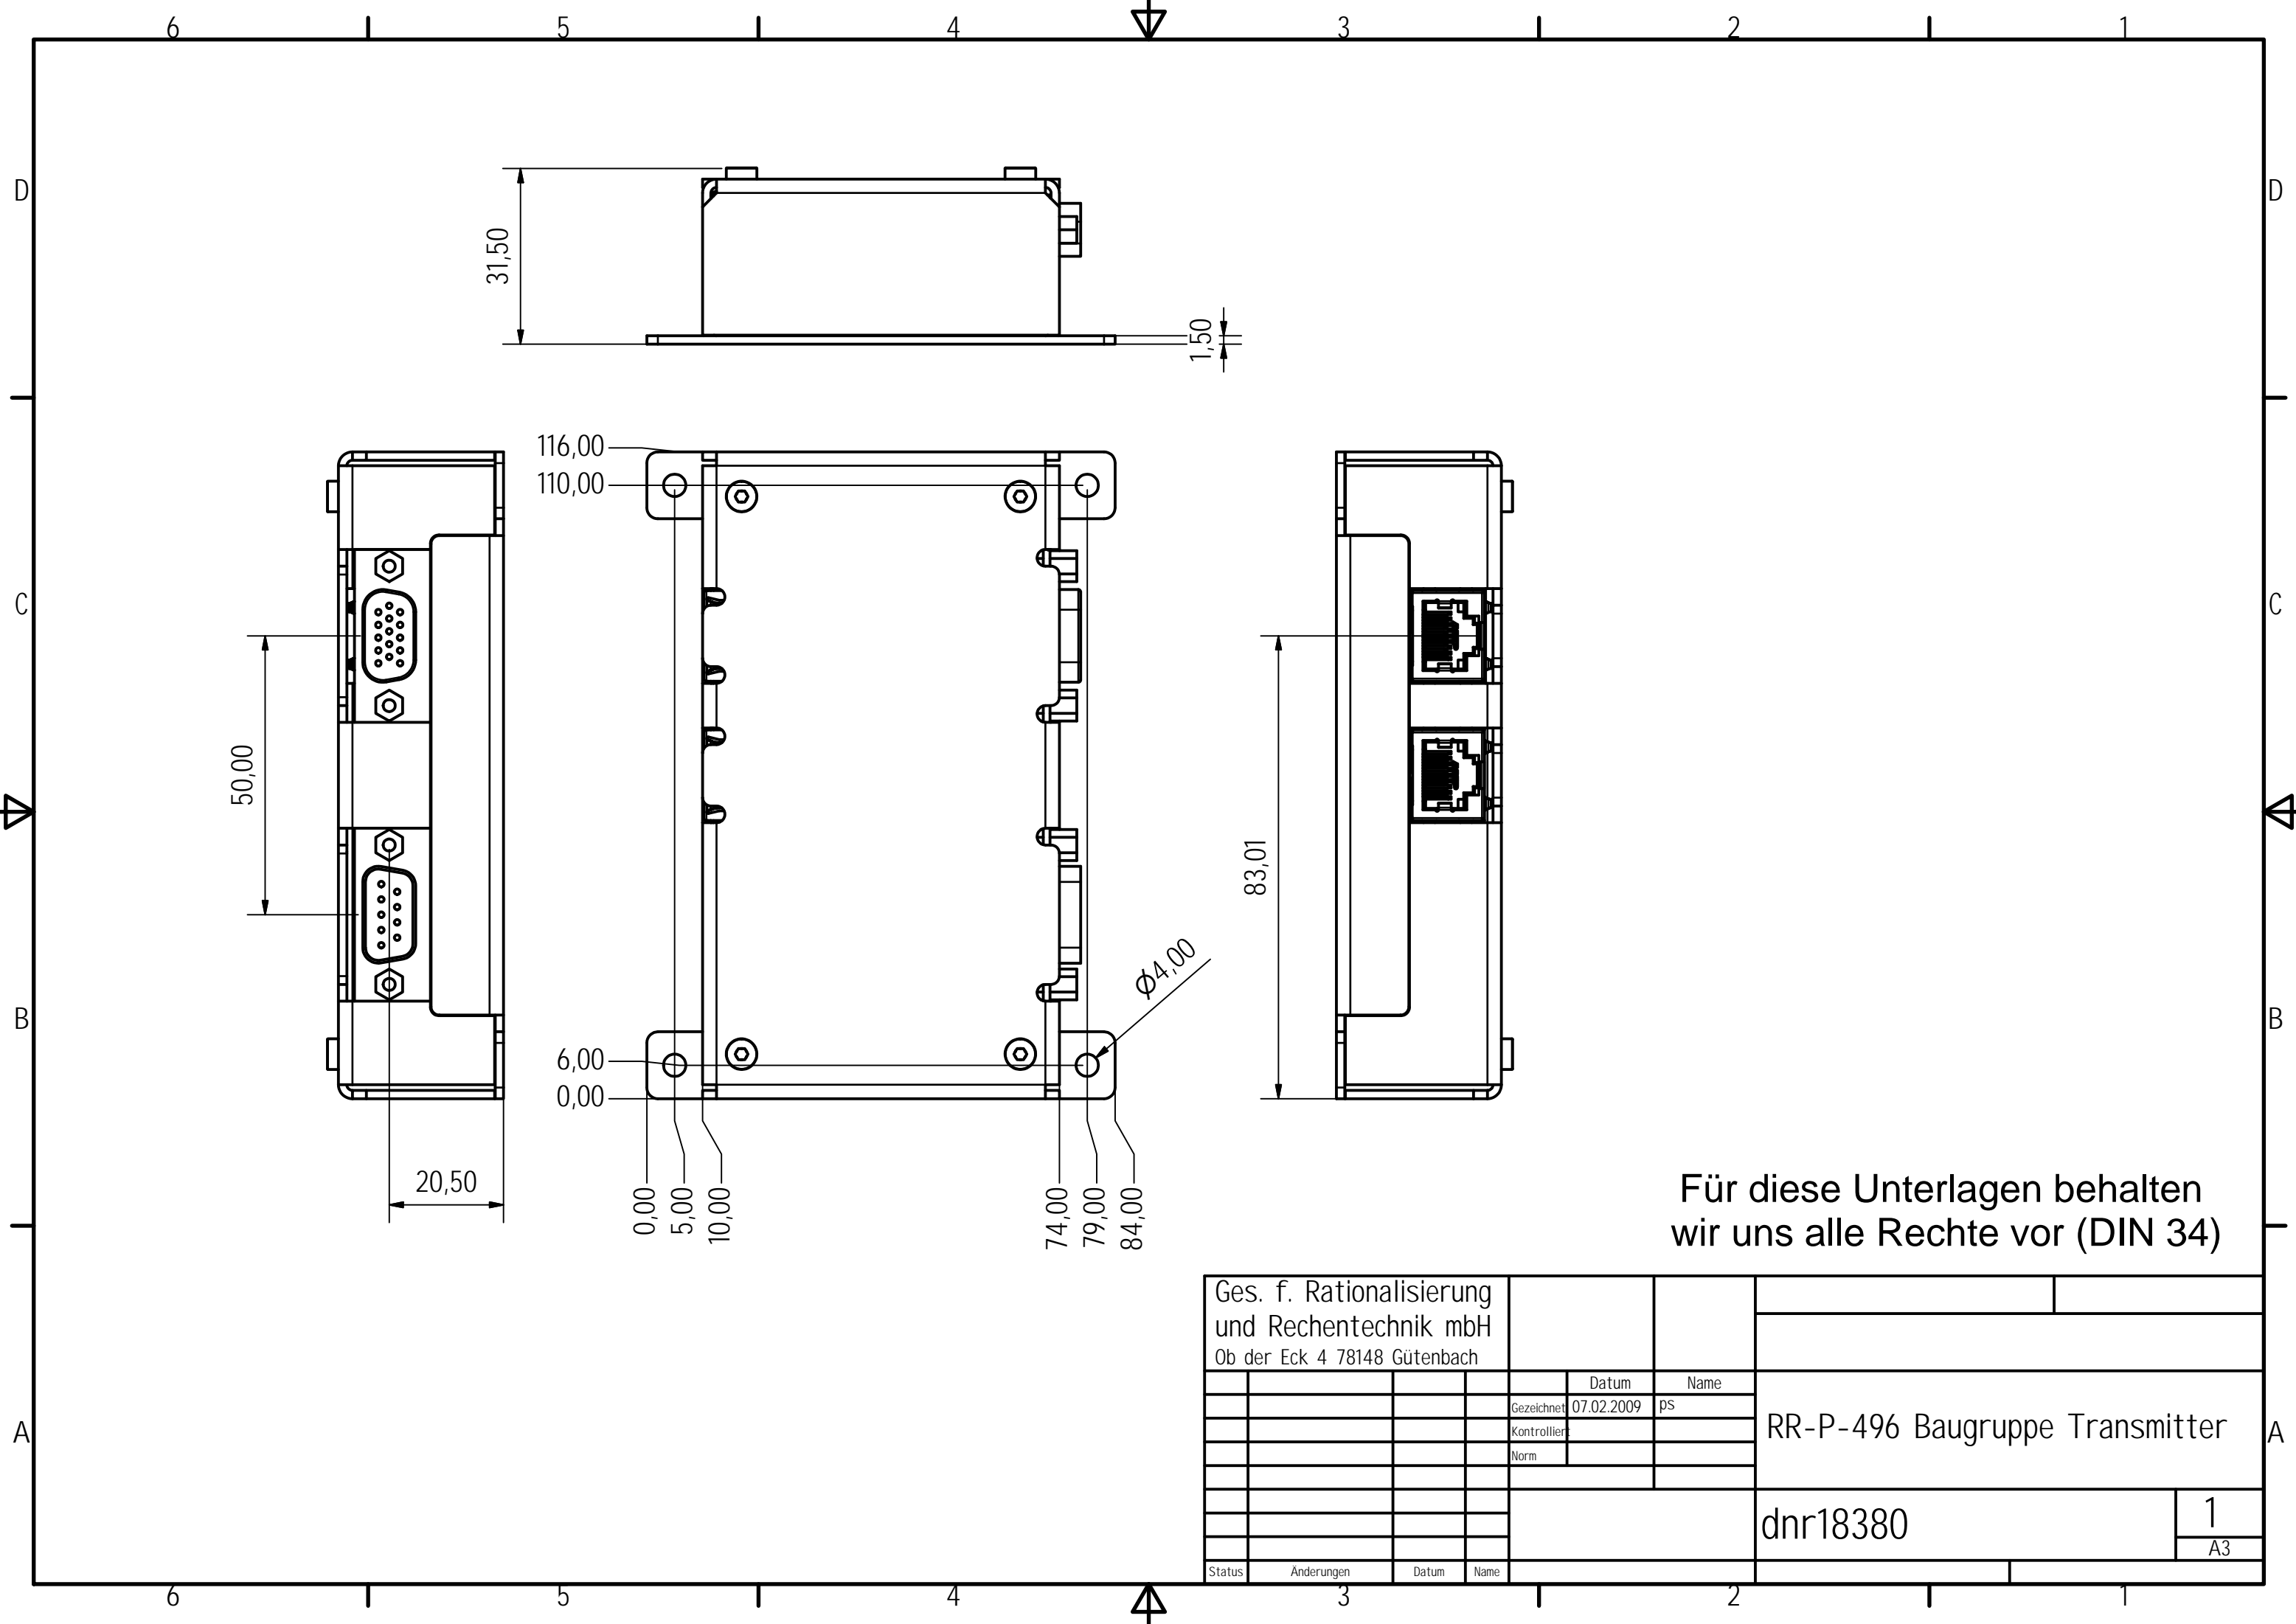 6 5 4 3 2 1
D D
31,50
1,50
116,00
110,00
C C
50,00
83,01
Ø4,00
B B
6,00
0,00
20,50
0,00 5,00 10,00 74,00 79,00 84,00
Für diese Unterlagen behalten
wir uns alle Rechte vor (DIN 34)
Ges. f. Rationalisierung
und Rechentechnik mbH
Ob der Eck 4 78148 Gütenbach
Datum Name
Gezeichnet 07.02.2009 ps
Kontrolliert
Norm
RR-P-496 Baugruppe Transmitter
A A
dnr18380
1
A3
Status Änderungen Datum Name
6 5 4 3 2 1